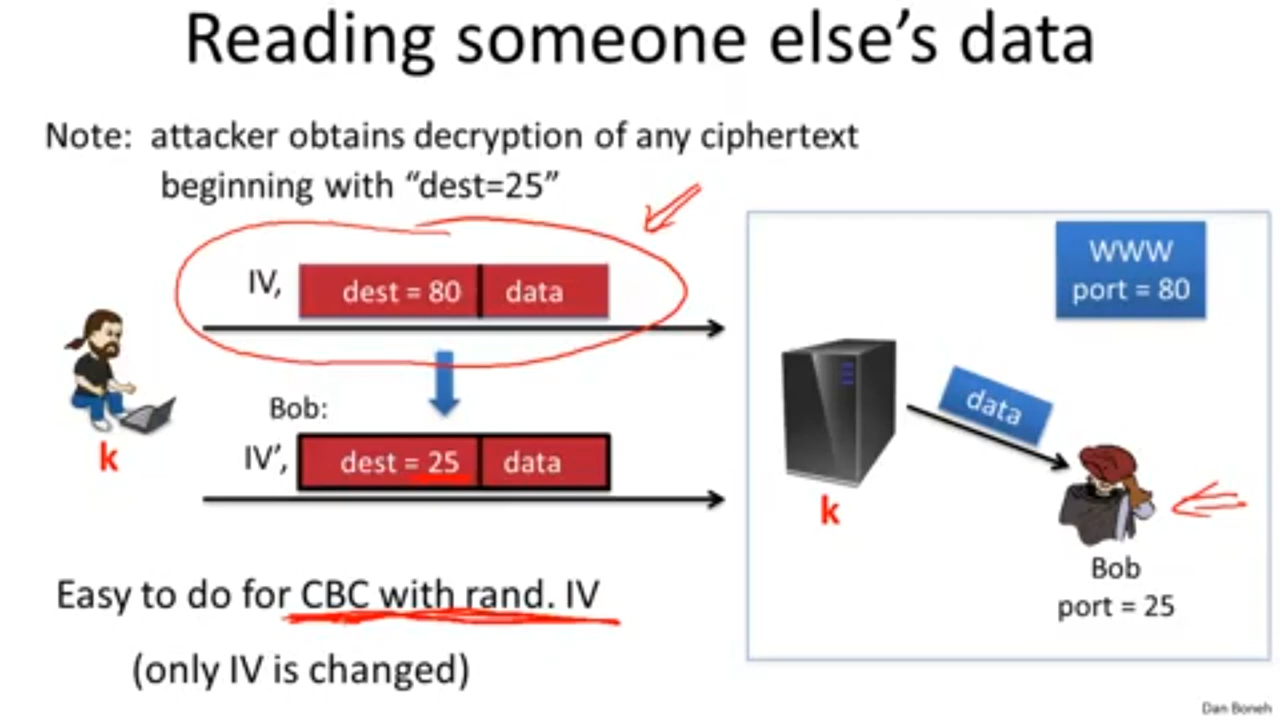 Reading someone else's data
Note: attacker obtains decryption of any ciphertext
beginning with “dest=25”
IV,
dest = 80
data
Bob:
IV’,
dest = 25
data
k
WWW
port = 80
data
k
Bob
port = 25
Easy to do for CBC with rand. IV
(only IV is changed)
Dan Boneh